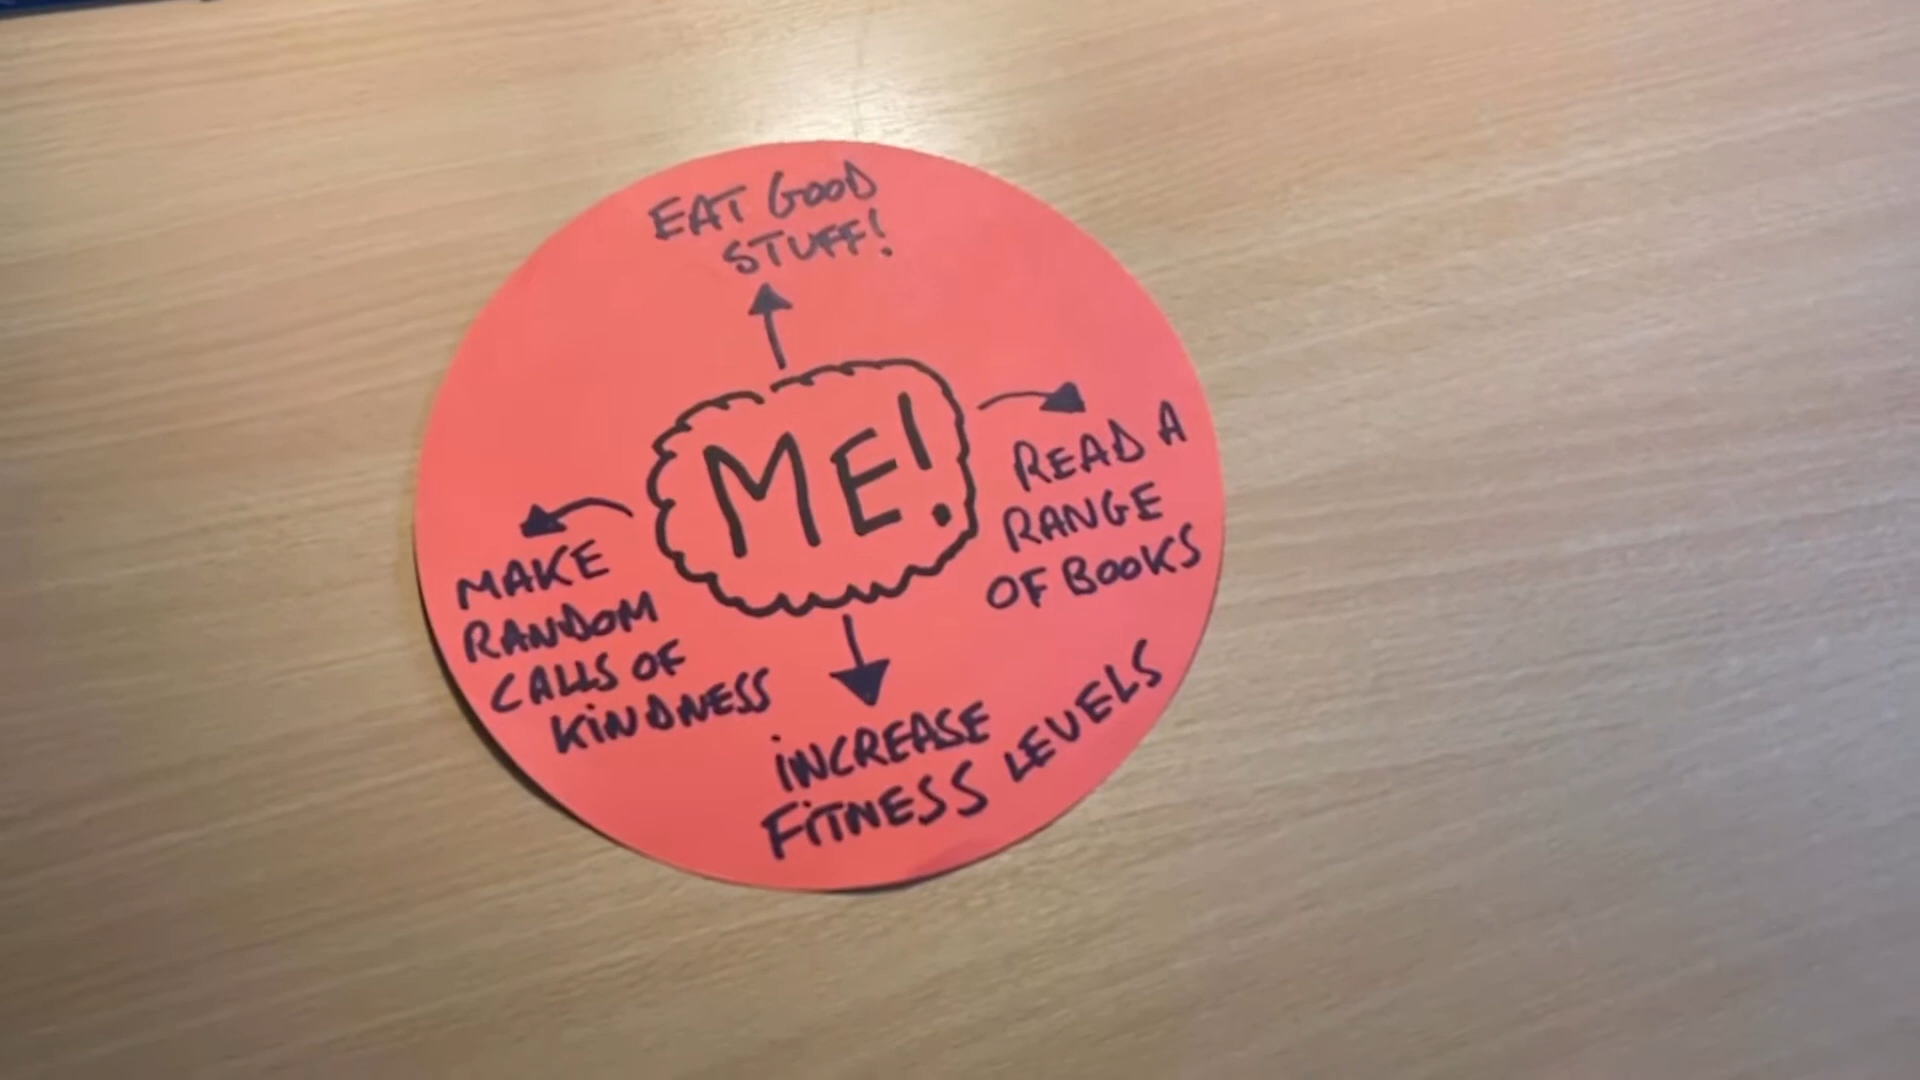 EAT GOOD
STUFF!
ME!
READ A
RANGE
OF BOOKS
MAKE
RANDOM
CALLS OF
KINDNESS
INCREASE
FITNESS LEVELS